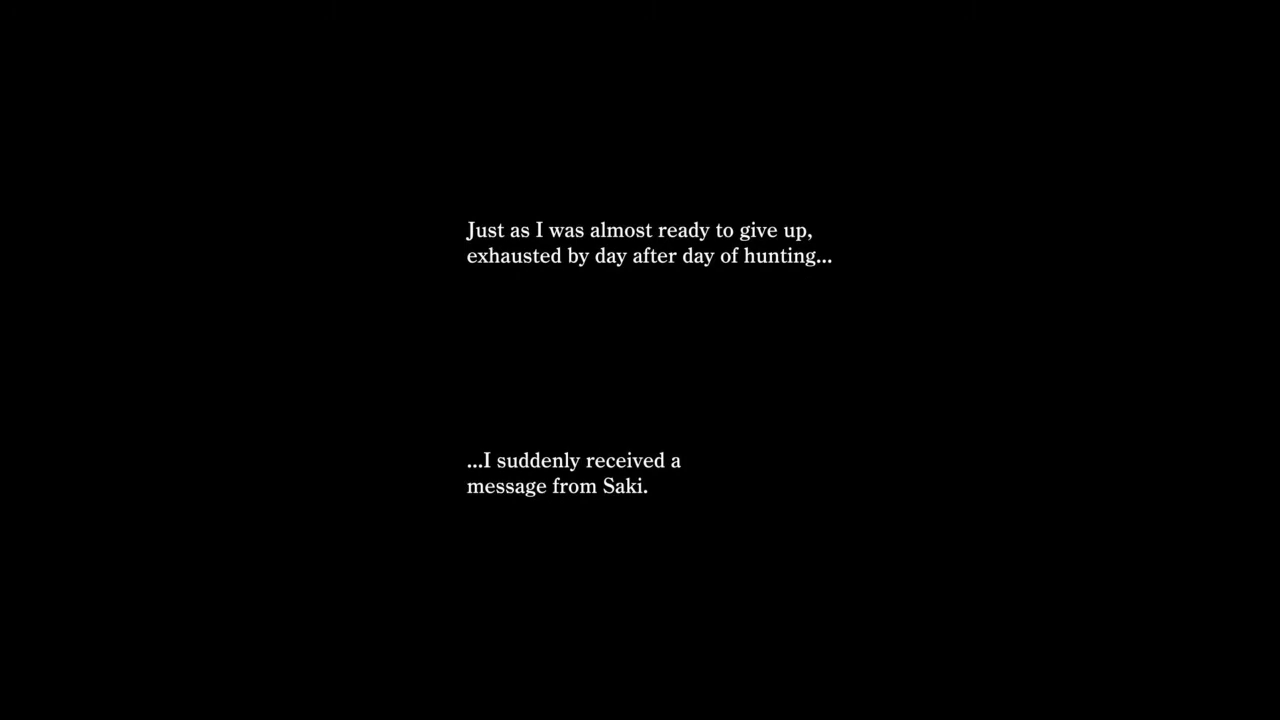 Just as I was almost ready to give up,
exhausted by day after day of hunting...
...I suddenly received a
message from Saki.